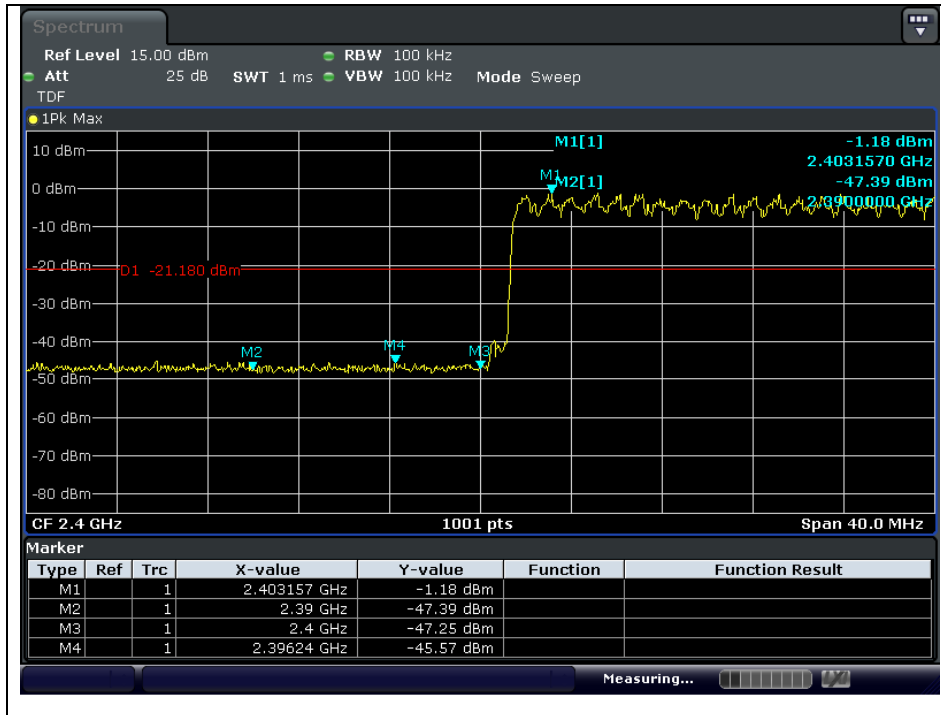 Spectrum
Ref Level 15.00 dBm RBW 100 kHz
Att 25 dB SWT 1 ms VBW 100 kHz Mode Sweep
TDF
1Pk Max
M1[1] -1.18 dBm
2.4031570 GHz
M2[1] -47.39 dBm
2.3900000 GHz
10 dBm
M1
0 dBm
-10 dBm
-20 dBm
D1 -21.180 dBm
-30 dBm
-40 dBm
M2
M4
M3
-50 dBm
-60 dBm
-70 dBm
-80 dBm
CF 2.4 GHz 1001 pts Span 40.0 MHz
Marker
Type Ref Trc X-value Y-value Function Function Result
M1 1 2.403157 GHz -1.18 dBm
M2 1 2.39 GHz -47.39 dBm
M3 1 2.4 GHz -47.25 dBm
M4 1 2.39624 GHz -45.57 dBm
Measuring...